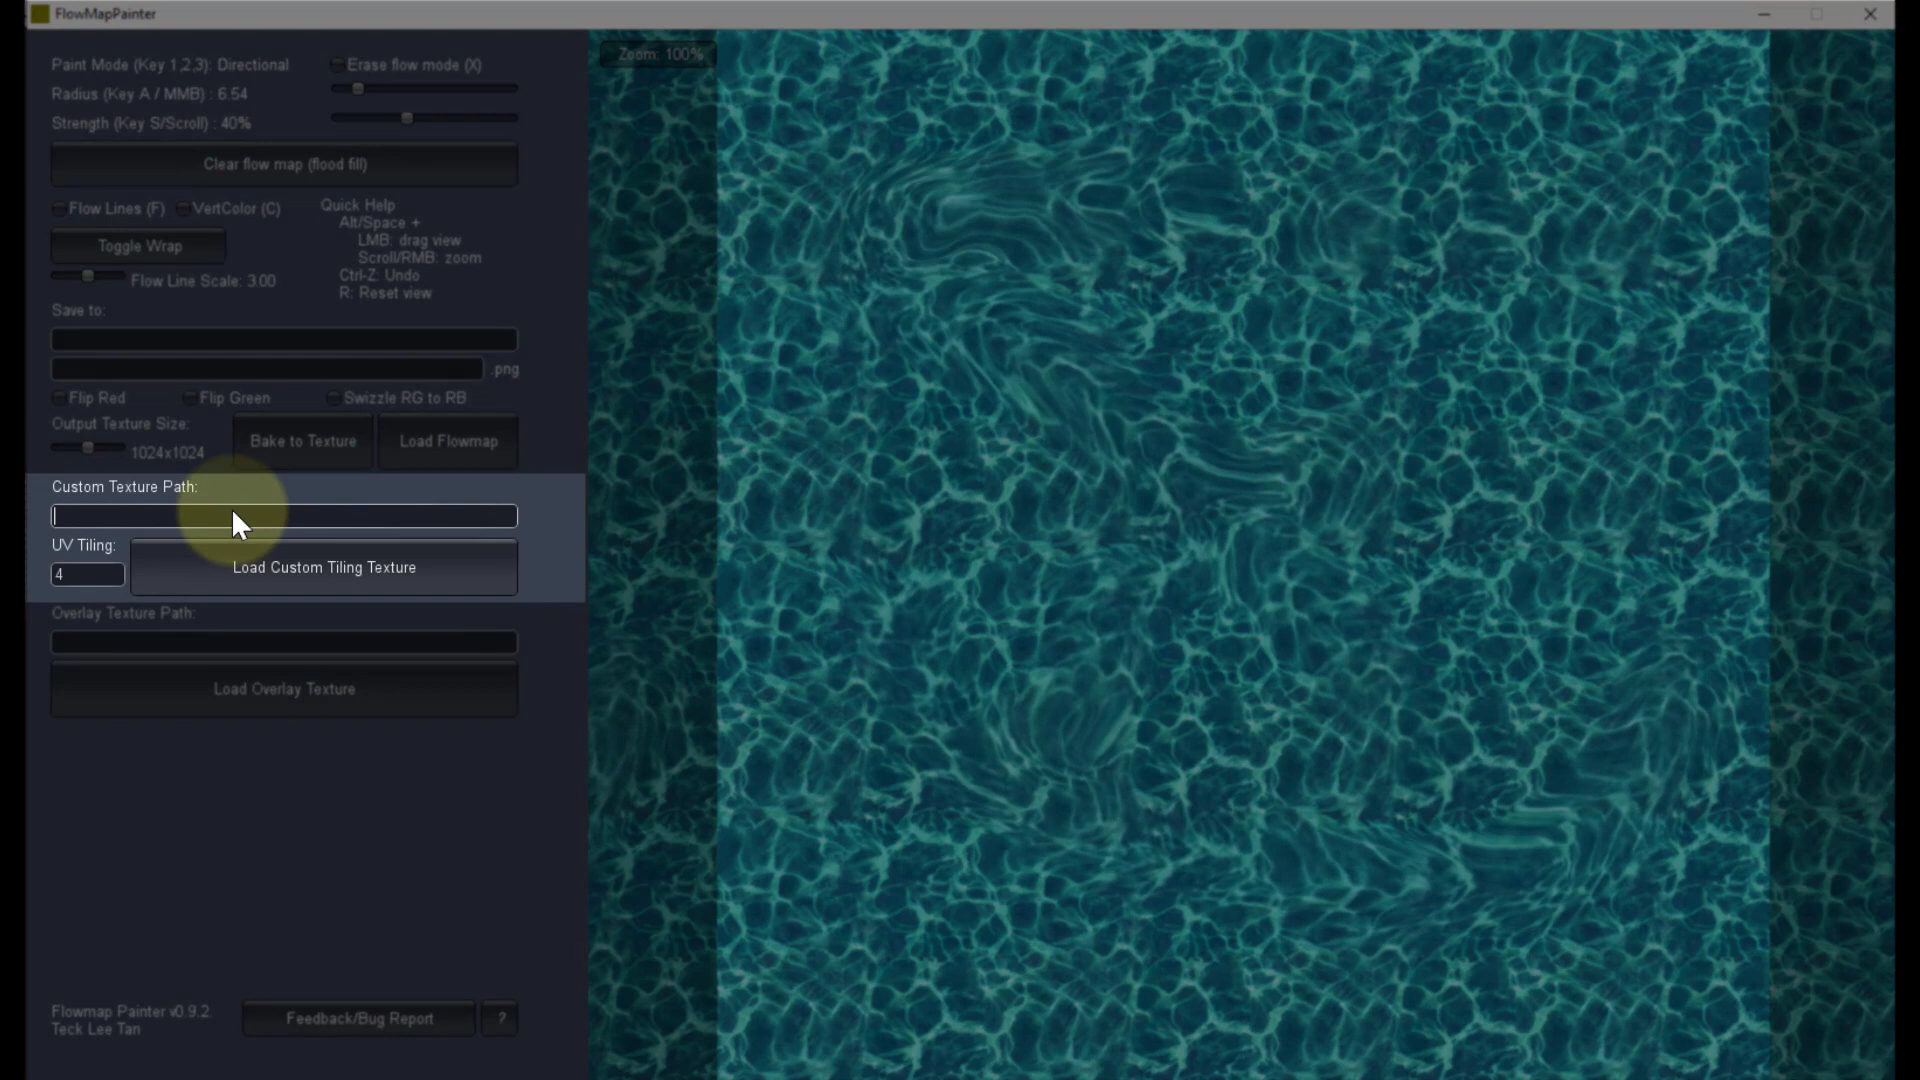 FlowMapPainter
Zoom: 100%
Paint Mode (Key 1,2,3): Directional
Erase flow mode (X)
Radius (Key A / MMB) : 6.54
Strength (Key S/Scroll) : 40%
Clear flow map (flood fill)
Flow Lines (F) VertColor (C)
Toggle Wrap
Flow Line Scale: 3.00
Quick Help
Alt/Space +
LMB: drag view
Scroll/RMB: zoom
Ctrl-Z: Undo
R: Reset view
Save to:
.png
Flip Red Flip Green Swizzle RG to RB
Output Texture Size:
1024x1024
Bake to Texture
Load Flowmap
Custom Texture Path:
UV Tiling:
4
Load Custom Tiling Texture
Overlay Texture Path:
Load Overlay Texture
Flowmap Painter v0.9.2.
Teck Lee Tan
Feedback/Bug Report
?